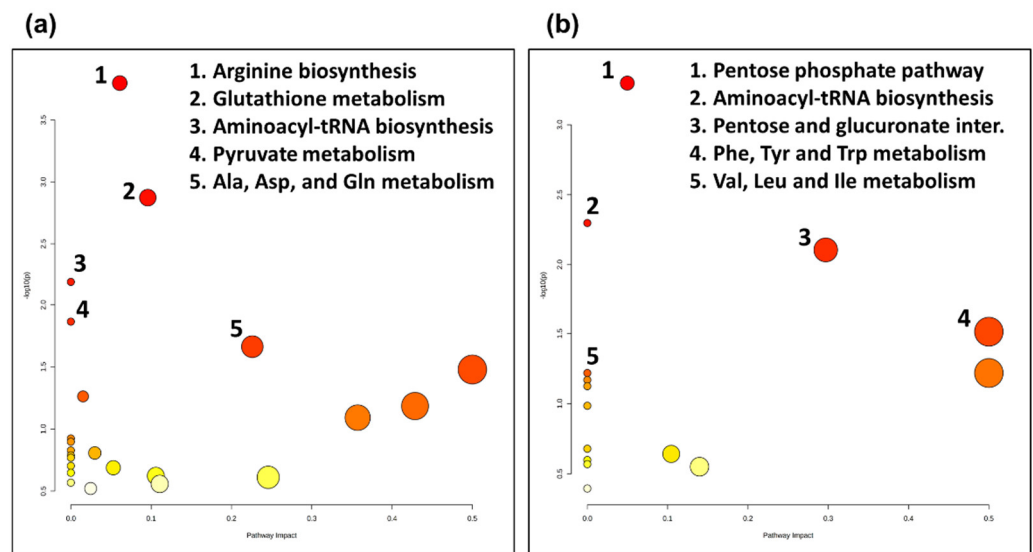 (a)
1. Arginine biosynthesis
2. Glutathione metabolism
3. Aminoacyl-tRNA biosynthesis
4. Pyruvate metabolism
5. Ala, Asp, and Gln metabolism
1
2
3
4
5
-log10(p)
3.5
3.0
2.5
2.0
1.5
1.0
0.5
0.0
0.1
0.2
0.3
0.4
0.5
Pathway Impact
(b)
1. Pentose phosphate pathway
2. Aminoacyl-tRNA biosynthesis
3. Pentose and glucuronate inter.
4. Phe, Tyr and Trp metabolism
5. Val, Leu and Ile metabolism
1
2
3
4
5
-log10(p)
3.0
2.5
2.0
1.5
1.0
0.5
0.0
0.1
0.2
0.3
0.4
0.5
Pathway Impact